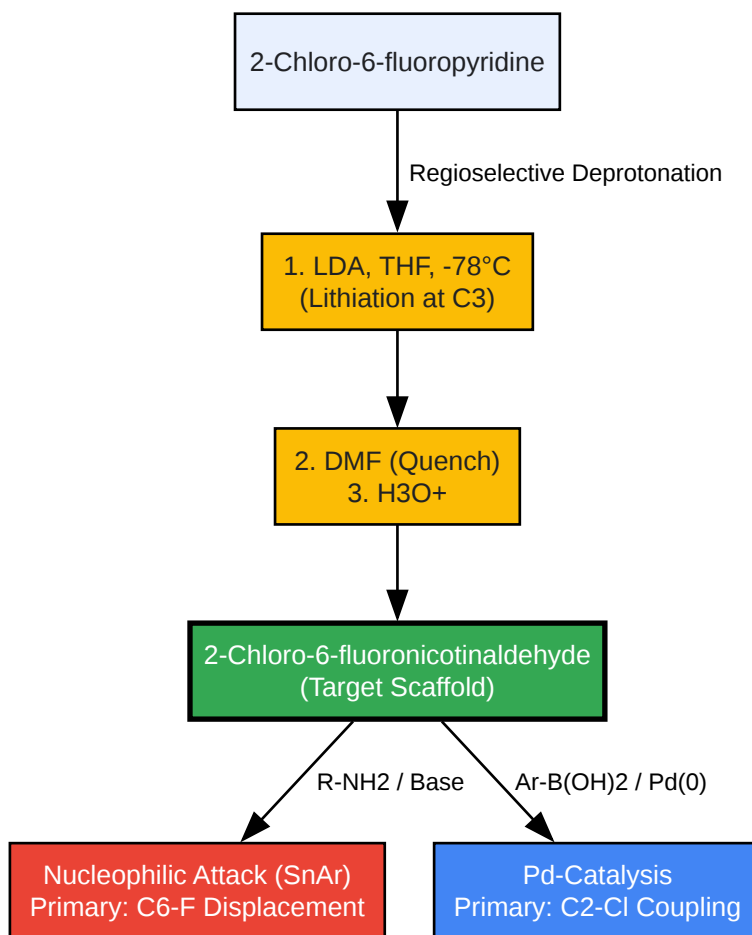 2-Chloro-6-fluoropyridine
Regioselective Deprotonation
1. LDA, THF, -78°C
(Lithiation at C3)
2. DMF (Quench)
3. H3O+
2-Chloro-6-fluoronicotinaldehyde
(Target Scaffold)
R-NH2 / Base
Ar-B(OH)2 / Pd(0)
Nucleophilic Attack (SnAr)
Primary: C6-F Displacement
Pd-Catalysis
Primary: C2-Cl Coupling